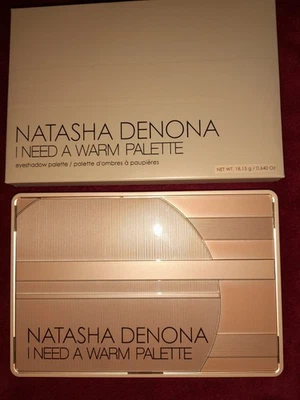 NATASHA DENONA
I NEED A WARM PALETTE
eyeshadow palette / palette d'ombres à paupières
NET WT. 18.15 g / 0.640 Oz
NATASHA DENONA
I NEED A WARM PALETTE